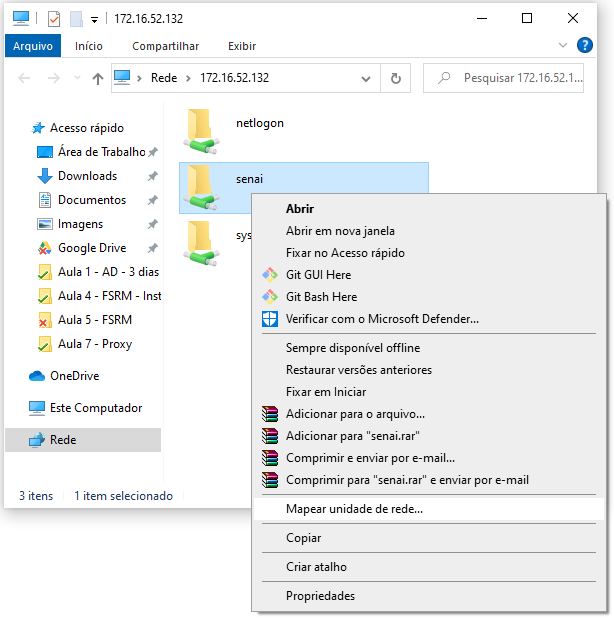 172.16.52.132
Arquivo Início Compartilhar Exibir
Rede 172.16.52.132 Pesquisar 172.16.52.1...
Acesso rápido
Área de Trabalho
Downloads
Documentos
Imagens
Google Drive
Aula 1 - AD - 3 dias
Aula 4 - FSRM - Inst
Aula 5 - FSRM
Aula 7 - Proxy
OneDrive
Este Computador
Rede
netlogon
senai
sys
Abrir
Abrir em nova janela
Fixar no Acesso rápido
Git GUI Here
Git Bash Here
Verificar com o Microsoft Defender...
Sempre disponível offline
Restaurar versões anteriores
Fixar em Iniciar
Adicionar para o arquivo...
Adicionar para "senai.rar"
Comprimir e enviar por e-mail...
Comprimir para "senai.rar" e enviar por e-mail
Mapear unidade de rede...
Copiar
Criar atalho
Propriedades
3 itens 1 item selecionado